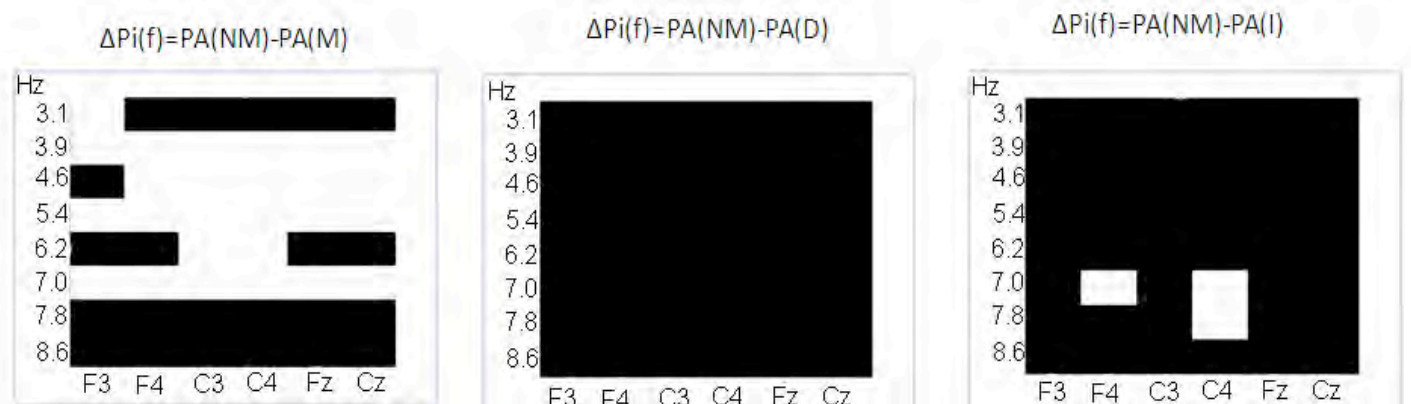 ΔPi(f)=PA(NM)-PA(M)
Hz
3.1
3.9
4.6
5.4
6.2
7.0
7.8
8.6
F3 F4 C3 C4 Fz Cz
ΔPi(f)=PA(NM)-PA(D)
Hz
3.1
3.9
4.6
5.4
6.2
7.0
7.8
8.6
F3 F4 C3 C4 Fz Cz
ΔPi(f)=PA(NM)-PA(I)
Hz
3.1
3.9
4.6
5.4
6.2
7.0
7.8
8.6
F3 F4 C3 C4 Fz Cz